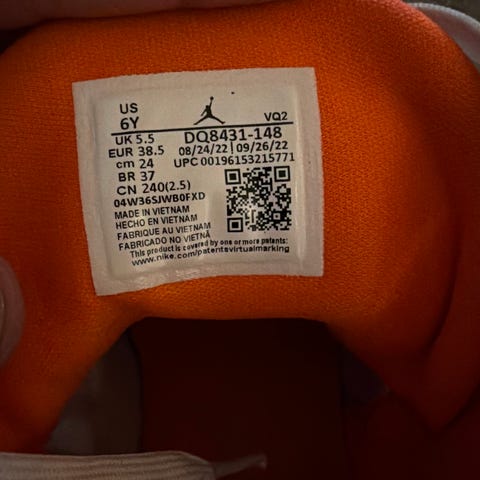 US
6Y
VQ2
UK 5.5
DQ8431-148
EUR 38.5
08/24/22 | 09/26/22
cm 24
UPC 00196153215771
BR 37
CN 240(2.5)
04W36SJWB0FXD
MADE IN VIETNAM
HECHO EN VIETNAM
FABRIQUE AU VIETNAM
FABRICADO NO VIETNÃ
This product is covered by one or more patents:
www.nike.com/patentsvirtualmarking